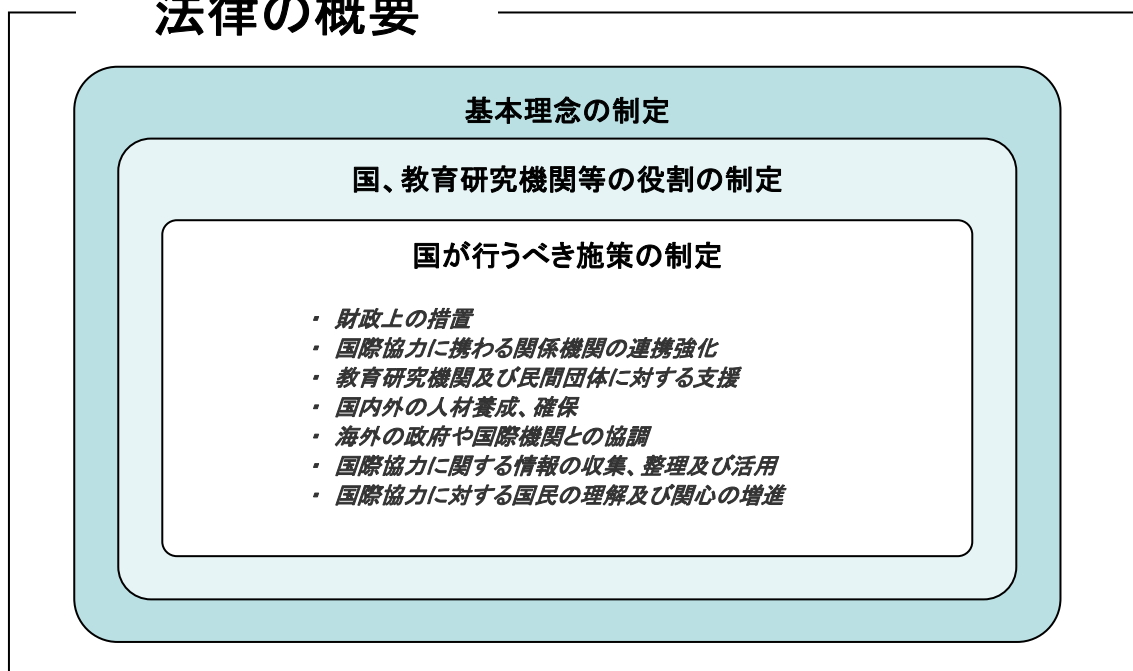 法律の概要
基本理念の制定
国、教育研究機関等の役割の制定
国が行うべき施策の制定
・ 財政上の措置
・ 国際協力に携わる関係機関の連携強化
・ 教育研究機関及び民間団体に対する支援
・ 国内外の人材養成、確保
・ 海外の政府や国際機関との協調
・ 国際協力に関する情報の収集、整理及び活用
・ 国際協力に対する国民の理解及び関心の増進